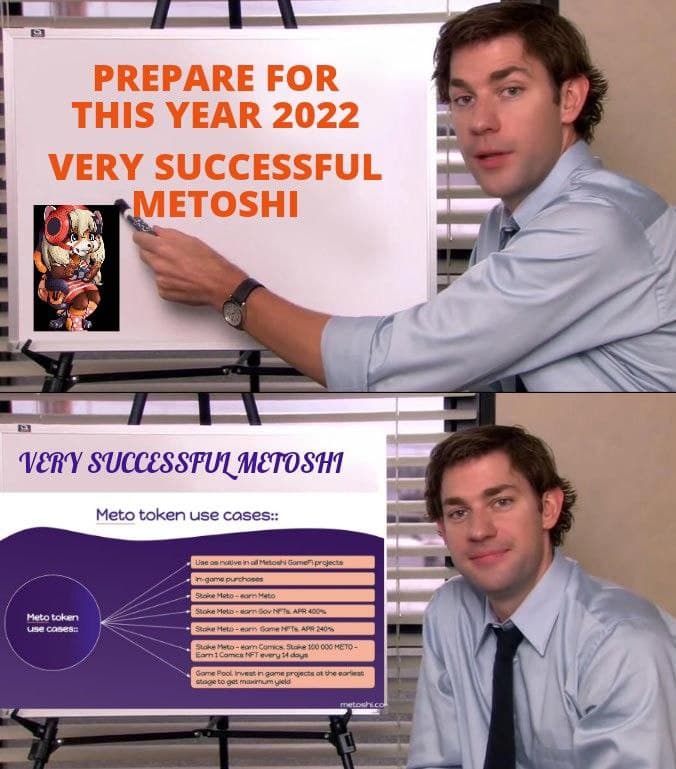 PREPARE FOR
THIS YEAR 2022
VERY SUCCESSFUL
METOSHI
VERY SUCCESSFUL METOSHI
Meto token use cases::
Meto token
use cases::
Use as native in all Metoshi GameFi projects
In-game purchases
Stake Meto - earn Meto
Stake Meto - earn Gov NFTs. APR 400%
Stake Meto - earn Game NFTs. APR 240%
Stake Meto - earn Comics. Stake 100 000 METO -
Earn 1 Comics NFT every 14 days
Game Pool. Invest in game projects at the earliest
stage to get maximum yield
metoshi.co